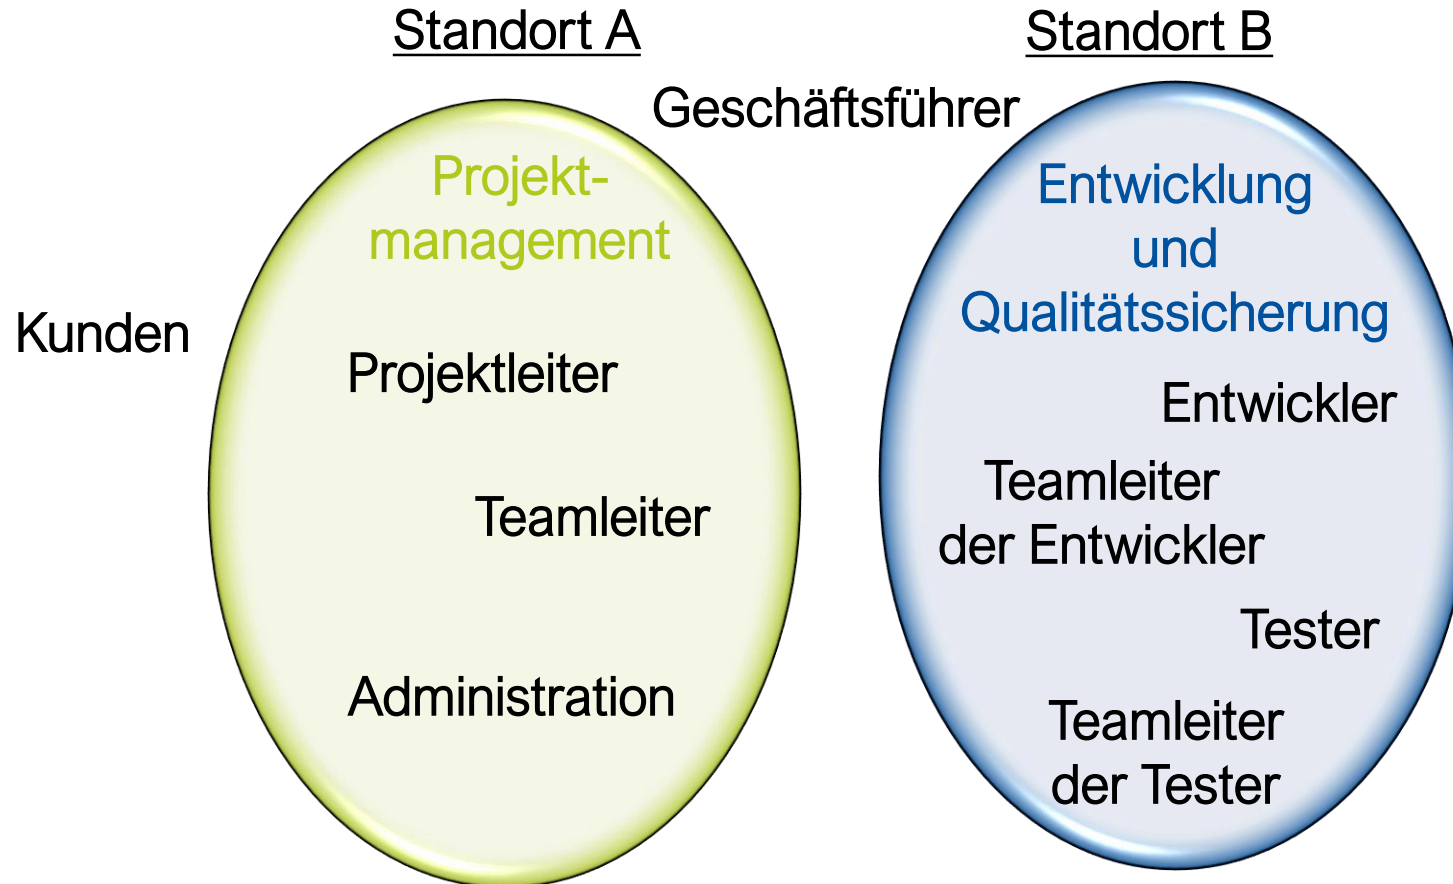 Standort A
Standort B
Geschäftsführer
Kunden
Projekt-
management
Projektleiter
Teamleiter
Administration
Entwicklung
und
Qualitätssicherung
Entwickler
Teamleiter
der Entwickler
Tester
Teamleiter
der Tester